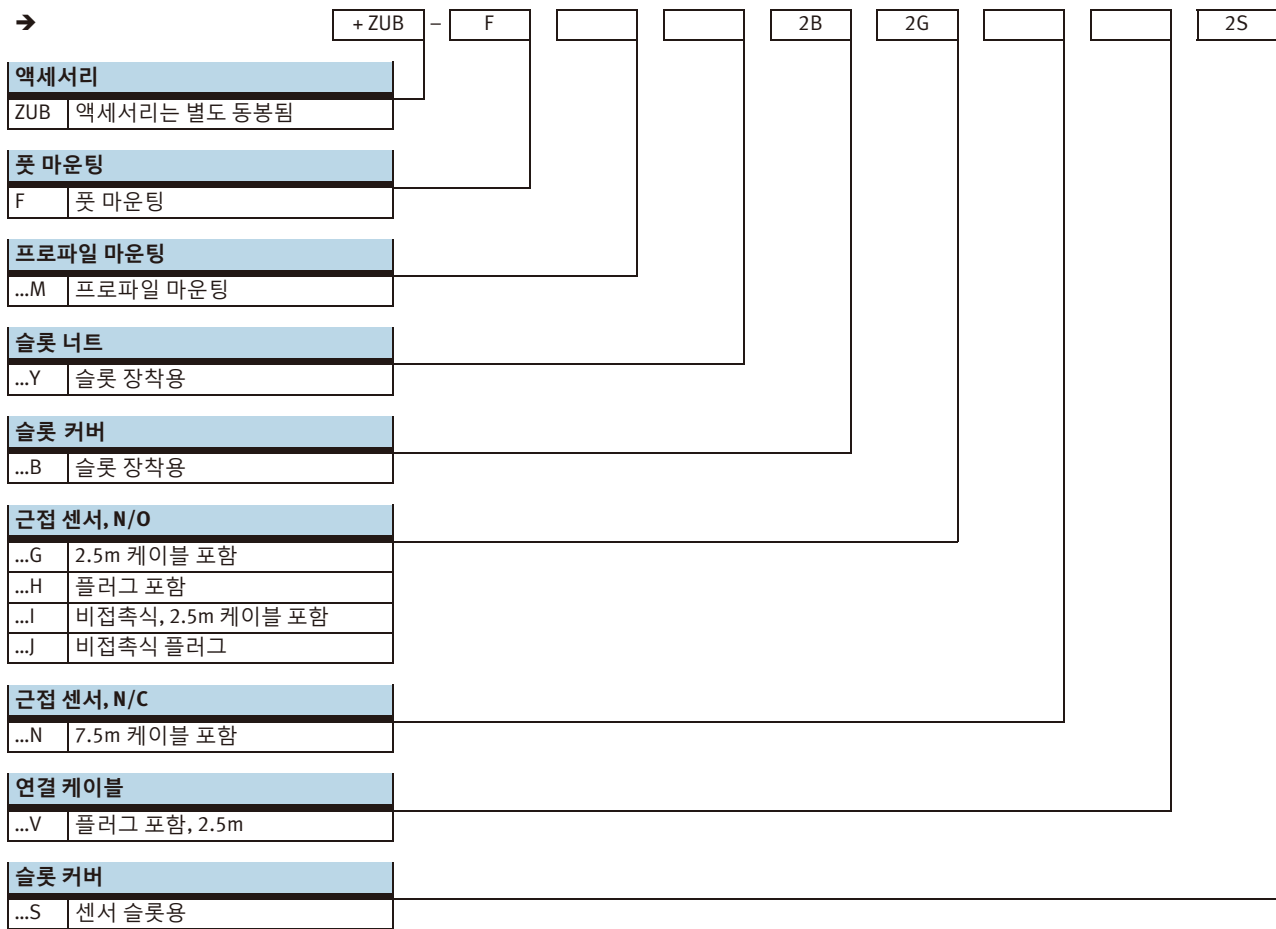 ➔ + ZUB – F 2B 2G 2S
액세서리
ZUB 액세서리는 별도 동봉됨
풋 마운팅
F 풋 마운팅
프로파일 마운팅
...M 프로파일 마운팅
슬롯 너트
...Y 슬롯 장착용
슬롯 커버
...B 슬롯 장착용
근접 센서, N/O
...G 2.5m 케이블 포함
...H 플러그 포함
...I 비접촉식, 2.5m 케이블 포함
...J 비접촉식 플러그
근접 센서, N/C
...N 7.5m 케이블 포함
연결 케이블
...V 플러그 포함, 2.5m
슬롯 커버
...S 센서 슬롯용